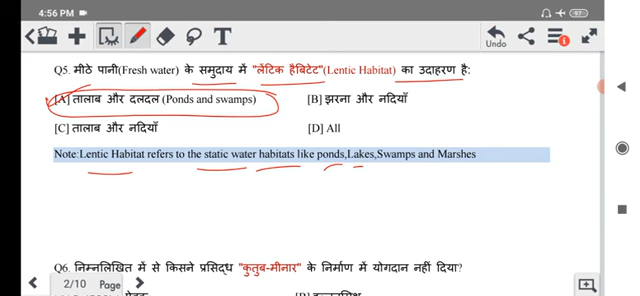 4:56 PM
97
Undo
Q5. मीठे पानी(Fresh water) के समुदाय में "लेंटिक हैबिटेट"(Lentic Habitat) का उदाहरण है:
[A] तालाब और दलदल (Ponds and swamps)
[B] झरना और नदियाँ
[C] तालाब और नदियाँ
[D] All
Note:Lentic Habitat refers to the static water habitats like ponds,Lakes,Swamps and Marshes
Q6. निम्नलिखित में से किसने प्रसिद्ध "कुतुब-मीनार" के निर्माण में योगदान नहीं दिया?
2/10 Page